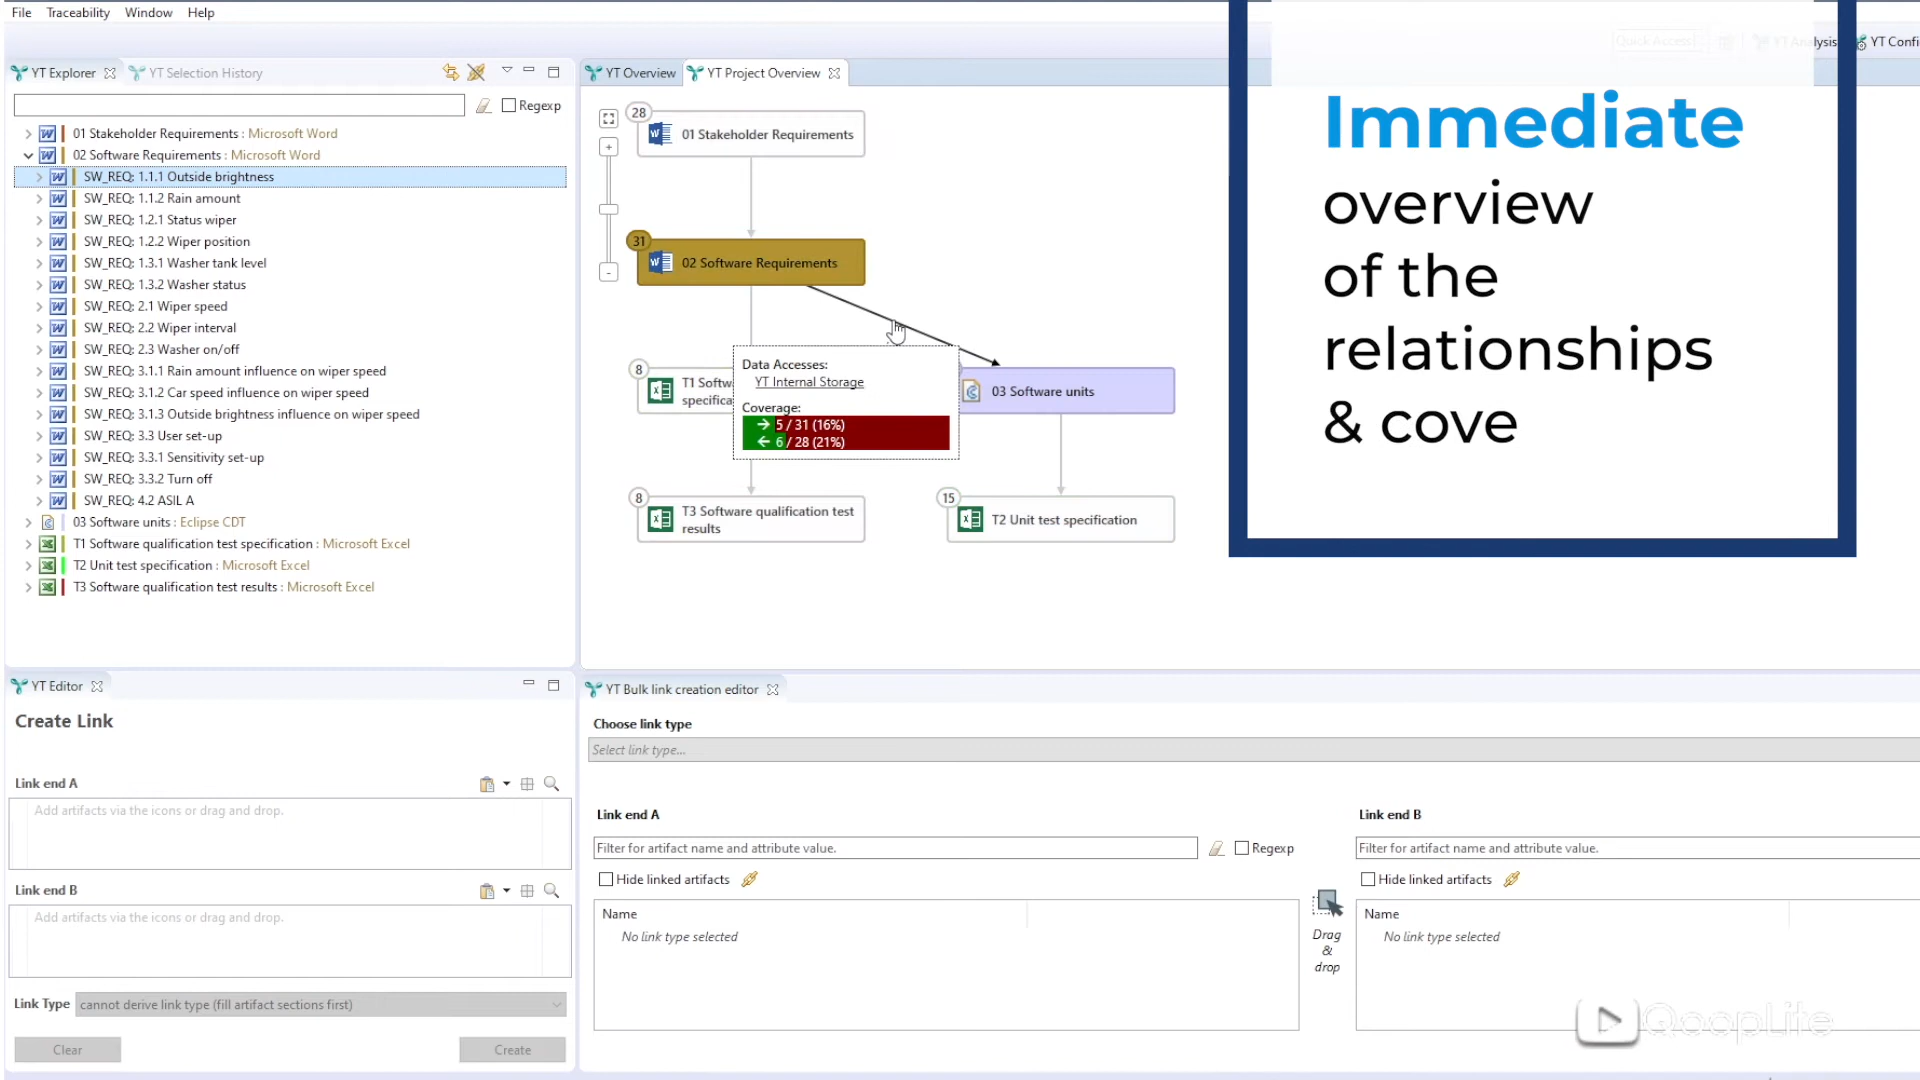 File Traceability Window Help
Quick Access
YT Analysis YT Confi
YT Explorer YT Selection History
Regexp
01 Stakeholder Requirements : Microsoft Word
02 Software Requirements : Microsoft Word
SW_REQ: 1.1.1 Outside brightness
SW_REQ: 1.1.2 Rain amount
SW_REQ: 1.2.1 Status wiper
SW_REQ: 1.2.2 Wiper position
SW_REQ: 1.3.1 Washer tank level
SW_REQ: 1.3.2 Washer status
SW_REQ: 2.1 Wiper speed
SW_REQ: 2.2 Wiper interval
SW_REQ: 2.3 Washer on/off
SW_REQ: 3.1.1 Rain amount influence on wiper speed
SW_REQ: 3.1.2 Car speed influence on wiper speed
SW_REQ: 3.1.3 Outside brightness influence on wiper speed
SW_REQ: 3.3 User set-up
SW_REQ: 3.3.1 Sensitivity set-up
SW_REQ: 3.3.2 Turn off
SW_REQ: 4.2 ASIL A
03 Software units : Eclipse CDT
T1 Software qualification test specification : Microsoft Excel
T2 Unit test specification : Microsoft Excel
T3 Software qualification test results : Microsoft Excel
YT Overview YT Project Overview
28
01 Stakeholder Requirements
31
02 Software Requirements
8
T1 Softw
specifica
Data Accesses:
YT Internal Storage
Coverage:
→ 5 / 31 (16%)
← 6 / 28 (21%)
03 Software units
8
T3 Software qualification test
results
15
T2 Unit test specification
Immediate
overview
of the
relationships
& cove
YT Editor
Create Link
Link end A
Add artifacts via the icons or drag and drop.
Link end B
Add artifacts via the icons or drag and drop.
Link Type cannot derive link type (fill artifact sections first)
Clear Create
YT Bulk link creation editor
Choose link type
Select link type...
Link end A
Filter for artifact name and attribute value.
Regexp
Hide linked artifacts
Name
No link type selected
Drag
&
drop
Link end B
Filter for artifact name and attribute value.
Hide linked artifacts
Name
No link type selected
QoopLite